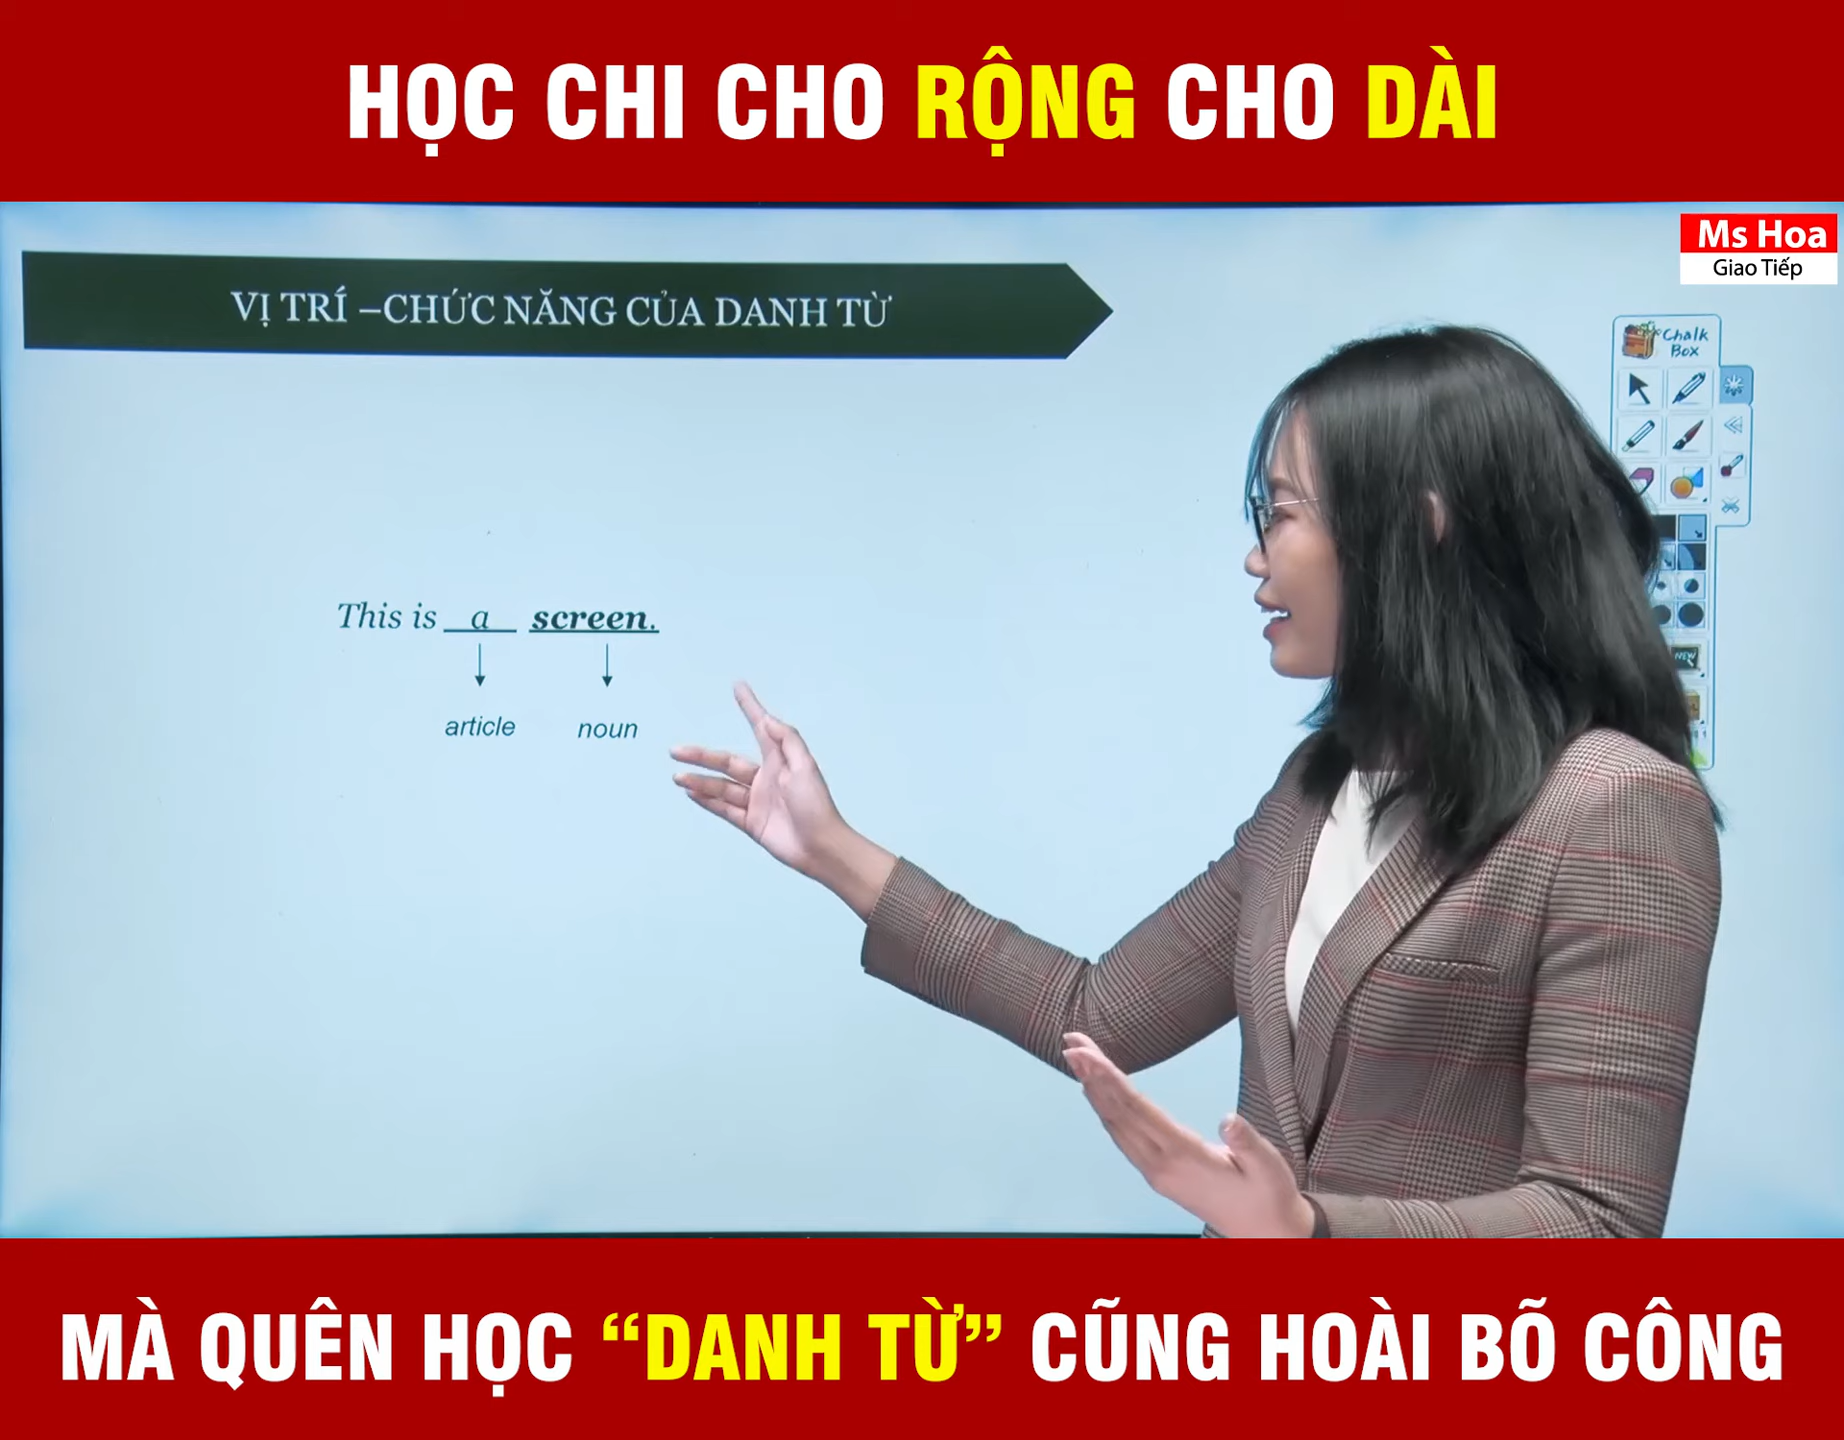 HỌC CHI CHO RỘNG CHO DÀI
Ms Hoa
Giao Tiếp
VỊ TRÍ –CHỨC NĂNG CỦA DANH TỪ
Chalk
Box
This is a screen.
article noun
NEW
MÀ QUÊN HỌC “DANH TỪ” CŨNG HOÀI BÕ CÔNG